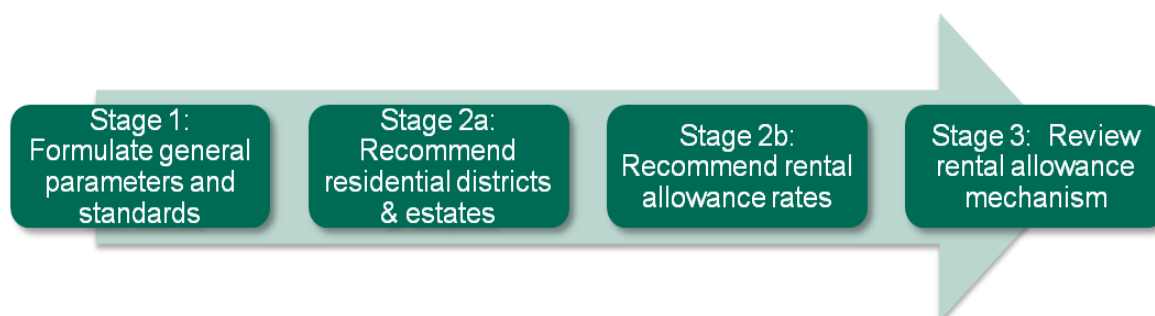 Stage 1:
Formulate general
parameters and
standards
Stage 2a:
Recommend
residential districts
& estates
Stage 2b:
Recommend rental
allowance rates
Stage 3: Review
rental allowance
mechanism